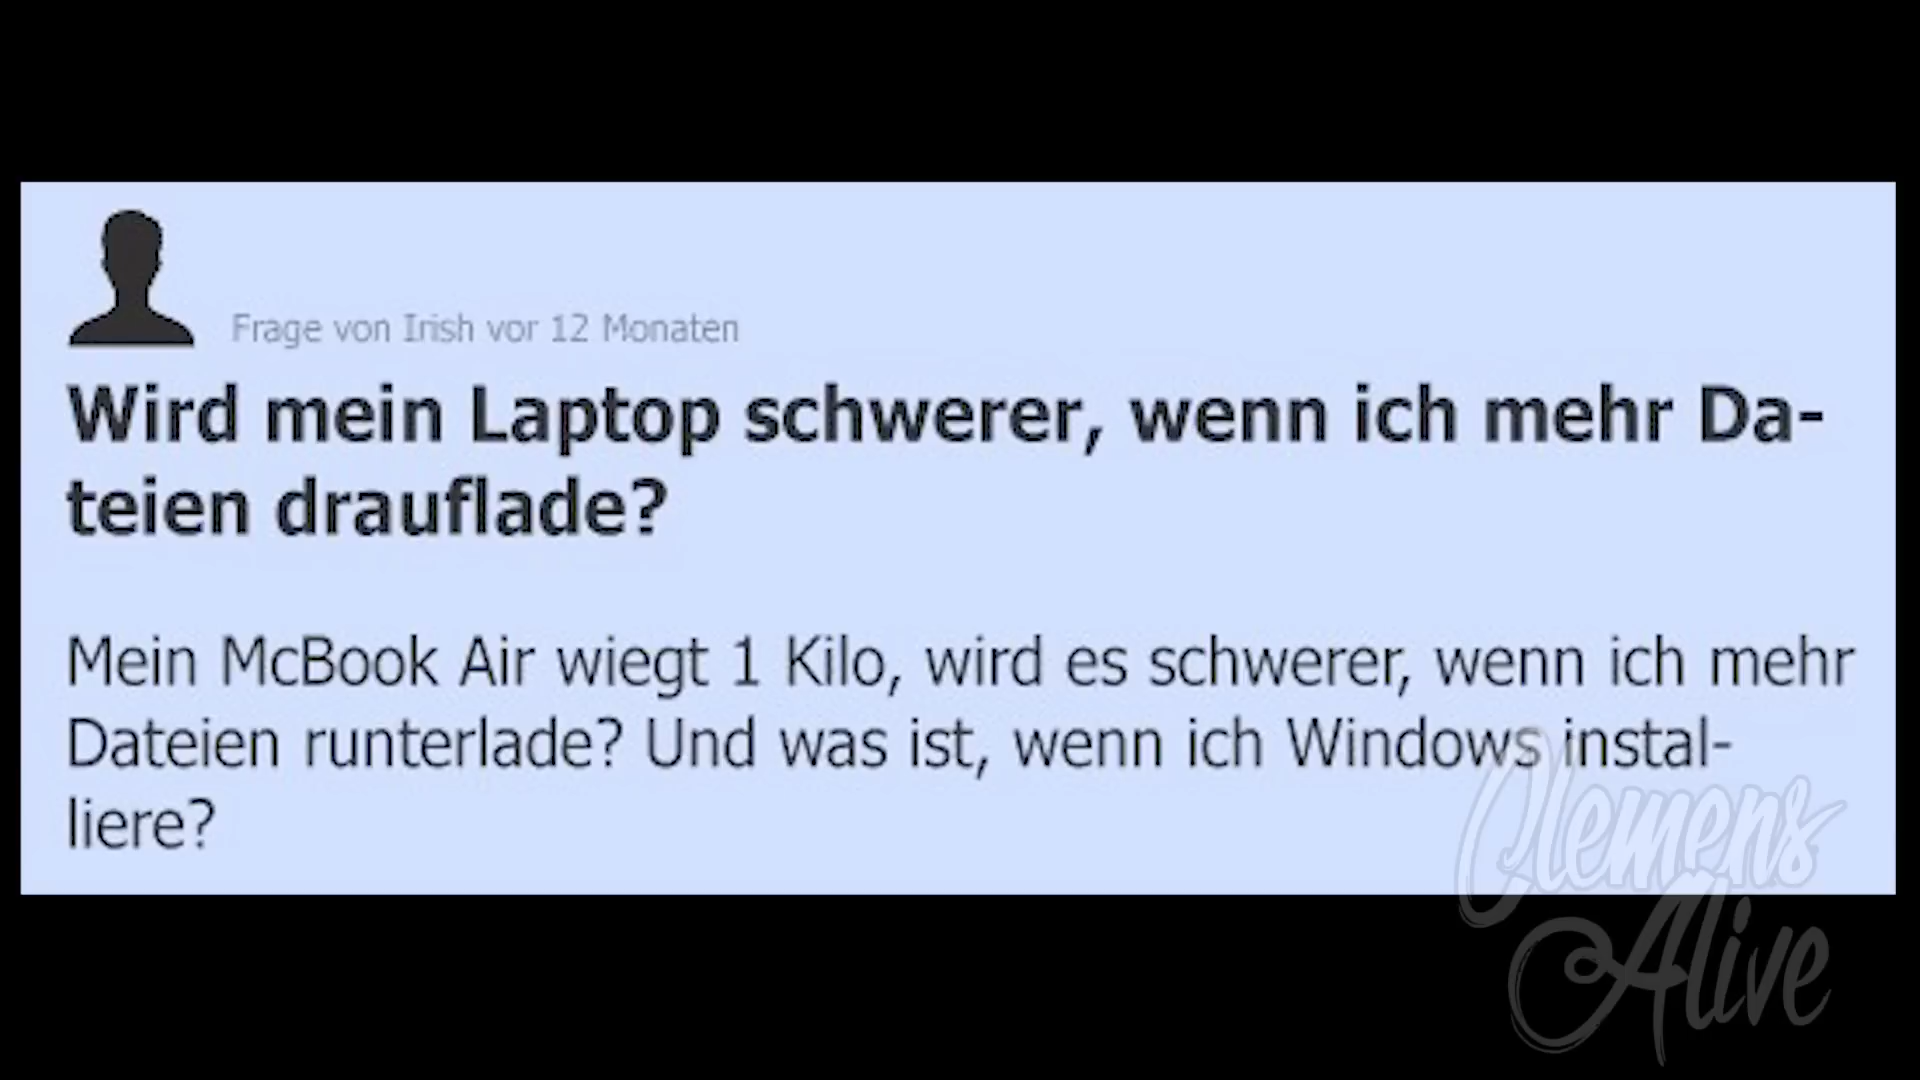 Frage von Irish vor 12 Monaten
Wird mein Laptop schwerer, wenn ich mehr Da-
teien drauflade?
Mein McBook Air wiegt 1 Kilo, wird es schwerer, wenn ich mehr
Dateien runterlade? Und was ist, wenn ich Windows instal-
liere?
Clemens
Alive